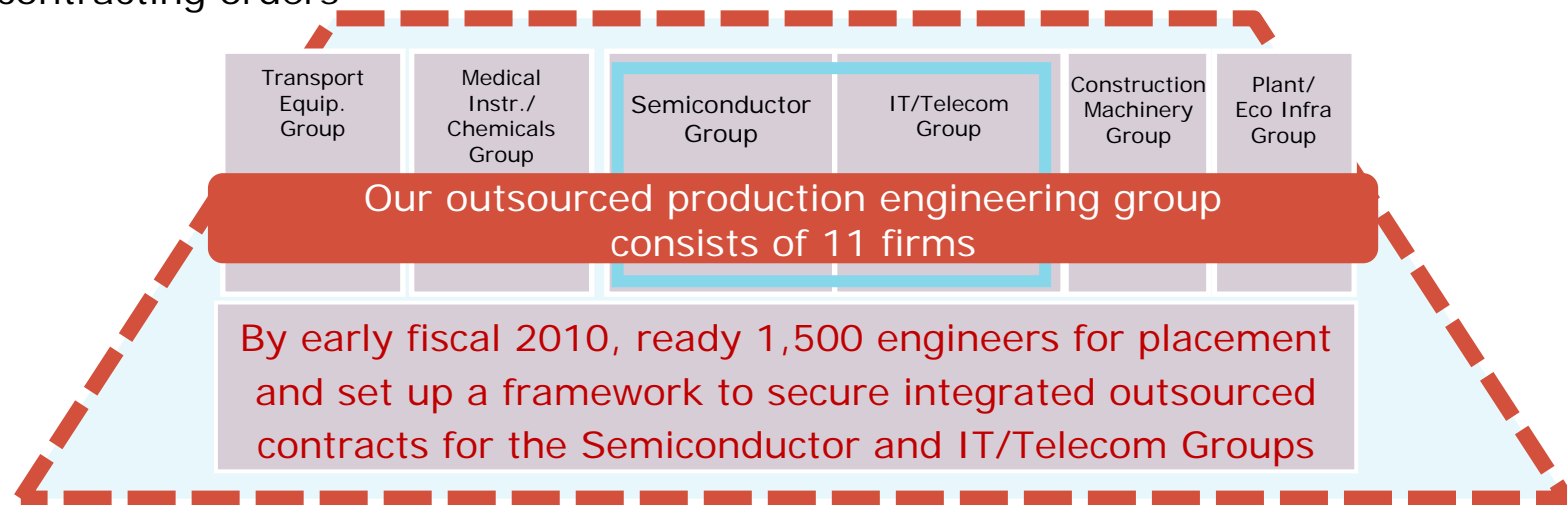 contracting orders
Transport
Equip.
Group
Medical
Instr./
Chemicals
Group
Semiconductor
Group
IT/Telecom
Group
Construction
Machinery
Group
Plant/
Eco Infra
Group
Our outsourced production engineering group
consists of 11 firms
By early fiscal 2010, ready 1,500 engineers for placement
and set up a framework to secure integrated outsourced
contracts for the Semiconductor and IT/Telecom Groups